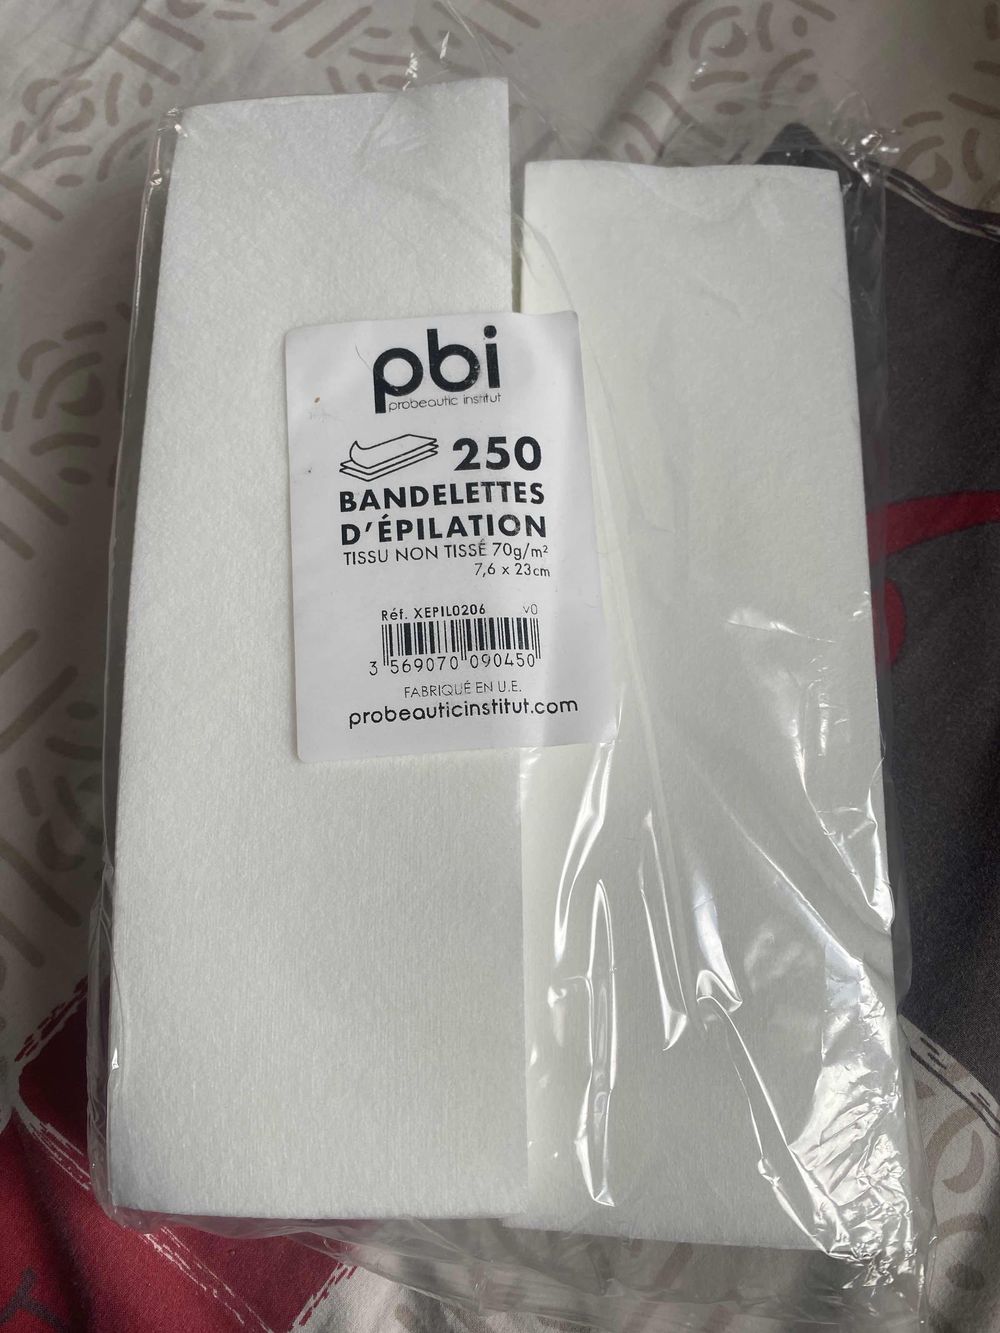 pbi
probeautic institut
250
BANDELETTES
D'ÉPILATION
TISSU NON TISSÉ 70g/m²
7,6 x 23cm
Réf. XEPIL0206 v0
3 569070 090450
FABRIQUÉ EN U.E.
probeauticinstitut.com